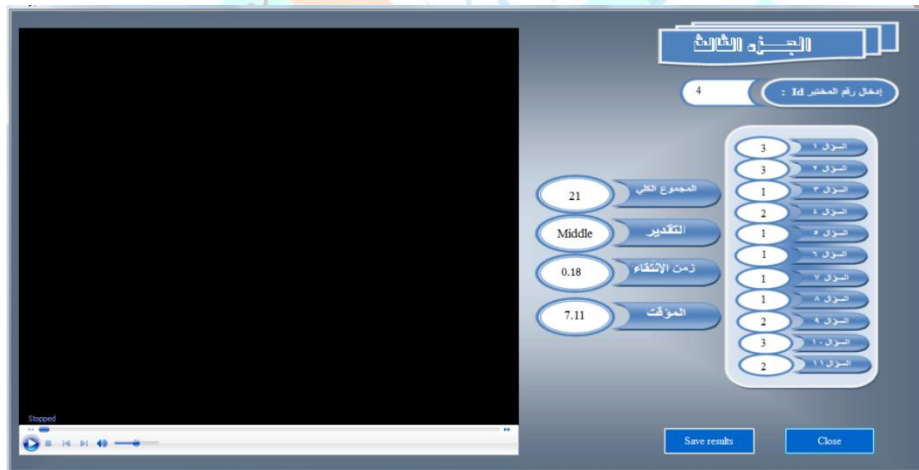 الجـــزء الثالث
إدخال رقم المختبر Id :
4
السؤال ١
3
السؤال ٢
3
السؤال ٣
1
السؤال ٤
2
السؤال ٥
1
السؤال ٦
1
السؤال ٧
1
السؤال ٨
1
السؤال ٩
2
السؤال ١٠
3
السؤال ١١
2
المجموع الكلي
21
التقدير
Middle
زمن الانتقاء
0.18
المؤقت
7.11
Stopped
Save results
Close